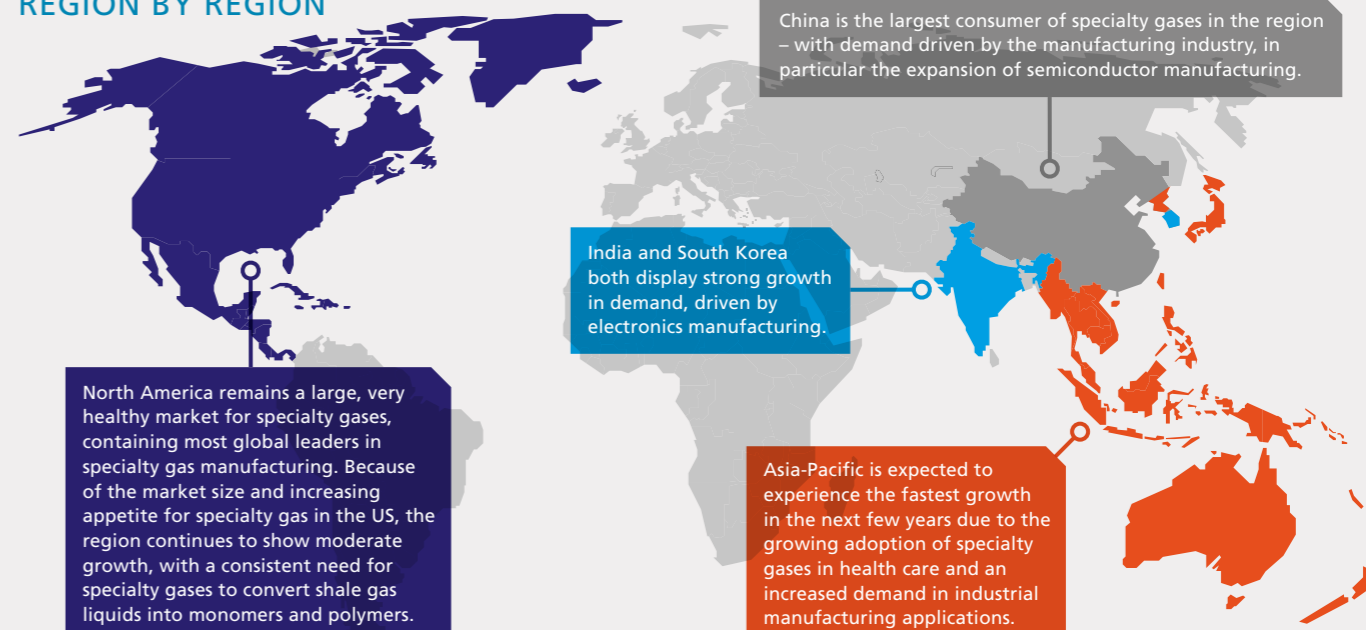 REGION BY REGION
China is the largest consumer of specialty gases in the region
– with demand driven by the manufacturing industry, in
particular the expansion of semiconductor manufacturing.
India and South Korea
both display strong growth
in demand, driven by
electronics manufacturing.
North America remains a large, very
healthy market for specialty gases,
containing most global leaders in
specialty gas manufacturing. Because
of the market size and increasing
appetite for specialty gas in the US, the
region continues to show moderate
growth, with a consistent need for
specialty gases to convert shale gas
liquids into monomers and polymers.
Asia-Pacific is expected to
experience the fastest growth
in the next few years due to the
growing adoption of specialty
gases in health care and an
increased demand in industrial
manufacturing applications.